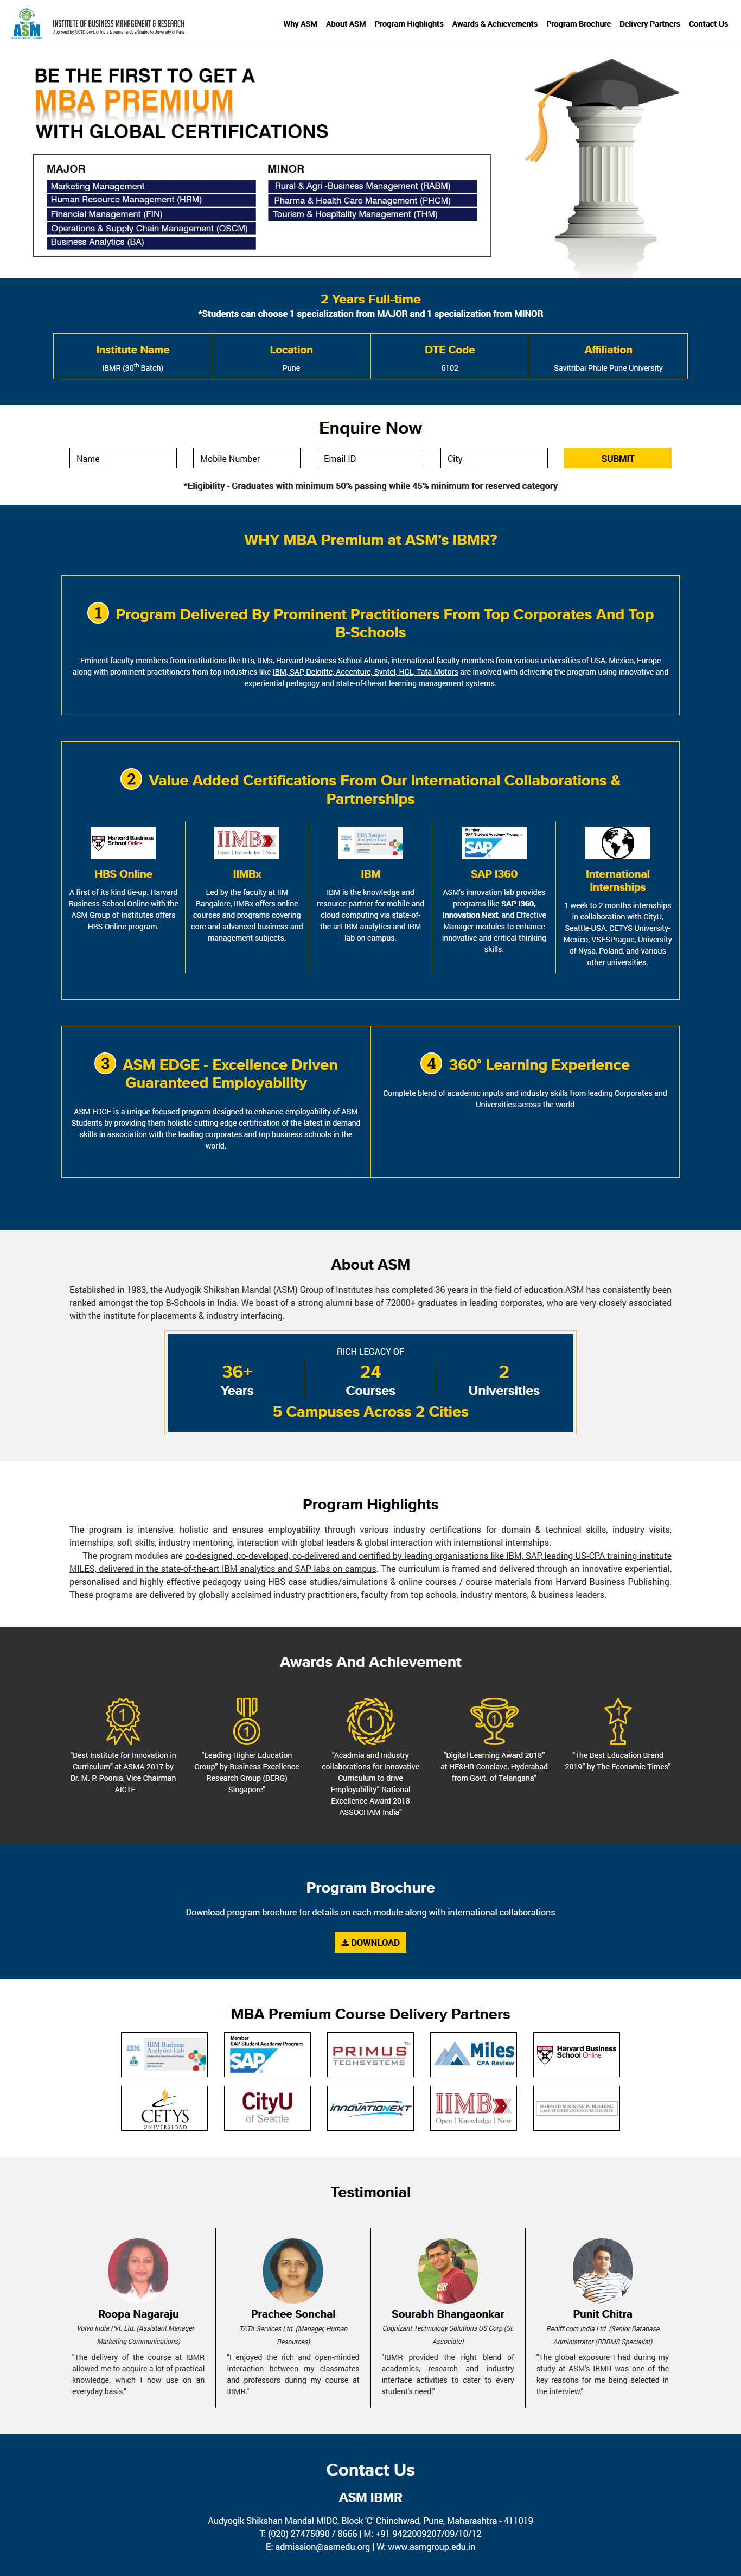 ASM
INSTITUTE OF BUSINESS MANAGEMENT & RESEARCH
Approved by AICTE, Govt. of India & permanently affiliated to University of Pune
Why ASM About ASM Program Highlights Awards & Achievements Program Brochure Delivery Partners Contact Us
BE THE FIRST TO GET A
MBA PREMIUM
WITH GLOBAL CERTIFICATIONS
MAJOR
Marketing Management
Human Resource Management (HRM)
Financial Management (FIN)
Operations & Supply Chain Management (OSCM)
Business Analytics (BA)
MINOR
Rural & Agri -Business Management (RABM)
Pharma & Health Care Management (PHCM)
Tourism & Hospitality Management (THM)
2 Years Full-time
*Students can choose 1 specialization from MAJOR and 1 specialization from MINOR
Institute Name
IBMR (30th Batch)
Location
Pune
DTE Code
6102
Affiliation
Savitribai Phule Pune University
Enquire Now
Name
Mobile Number
Email ID
City
SUBMIT
*Eligibility - Graduates with minimum 50% passing while 45% minimum for reserved category
WHY MBA Premium at ASM's IBMR?
1 Program Delivered By Prominent Practitioners From Top Corporates And Top
B-Schools
Eminent faculty members from institutions like IITs, IIMs, Harvard Business School Alumni, international faculty members from various universities of USA, Mexico, Europe
along with prominent practitioners from top industries like IBM, SAP, Deloitte, Accenture, Syntel, HCL, Tata Motors are involved with delivering the program using innovative and
experiential pedagogy and state-of-the-art learning management systems.
2 Value Added Certifications From Our International Collaborations &
Partnerships
Harvard Business
School Online
HBS Online
A first of its kind tie-up. Harvard
Business School Online with the
ASM Group of Institutes offers
HBS Online program.
IIMBx
Open | Knowledge | Now
IIMBx
Led by the faculty at IIM
Bangalore, IIMBx offers online
courses and programs covering
core and advanced business and
management subjects.
IBM
IBM Business
Analytics Lab
IBM
IBM is the knowledge and
resource partner for mobile and
cloud computing via state-of-
the-art IBM analytics and IBM
lab on campus.
Member
SAP Student Academy Program
SAP
SAP I360
ASM's innovation lab provides
programs like SAP I360,
Innovation Next, and Effective
Manager modules to enhance
innovative and critical thinking
skills.
International
Internships
1 week to 2 months internships
in collaboration with CityU,
Seattle-USA, CETYS University-
Mexico, VSFSPrague, University
of Nysa, Poland, and various
other universities.
3 ASM EDGE - Excellence Driven
Guaranteed Employability
ASM EDGE is a unique focused program designed to enhance employability of ASM
Students by providing them holistic cutting edge certification of the latest in demand
skills in association with the leading corporates and top business schools in the
world.
4 360° Learning Experience
Complete blend of academic inputs and industry skills from leading Corporates and
Universities across the world
About ASM
Established in 1983, the Audyogik Shikshan Mandal (ASM) Group of Institutes has completed 36 years in the field of education.ASM has consistently been
ranked amongst the top B-Schools in India. We boast of a strong alumni base of 72000+ graduates in leading corporates, who are very closely associated
with the institute for placements & industry interfacing.
RICH LEGACY OF
36+
Years
24
Courses
2
Universities
5 Campuses Across 2 Cities
Program Highlights
The program is intensive, holistic and ensures employability through various industry certifications for domain & technical skills, industry visits,
internships, soft skills, industry mentoring, interaction with global leaders & global interaction with international internships.
The program modules are co-designed, co-developed, co-delivered and certified by leading organisations like IBM, SAP, leading US-CPA training institute
MILES, delivered in the state-of-the-art IBM analytics and SAP labs on campus. The curriculum is framed and delivered through an innovative experiential,
personalised and highly effective pedagogy using HBS case studies/simulations & online courses / course materials from Harvard Business Publishing.
These programs are delivered by globally acclaimed industry practitioners, faculty from top schools, industry mentors, & business leaders.
Awards And Achievement
1
"Best Institute for Innovation in
Curriculum" at ASMA 2017 by
Dr. M. P. Poonia, Vice Chairman
- AICTE
1
"Leading Higher Education
Group" by Business Excellence
Research Group (BERG)
Singapore"
1
"Acadmia and Industry
collaborations for Innovative
Curriculum to drive
Employability" National
Excellence Award 2018
ASSOCHAM India"
1
"Digital Learning Award 2018"
at HE&HR Conclave, Hyderabad
from Govt. of Telangana"
1
"The Best Education Brand
2019" by The Economic Times"
Program Brochure
Download program brochure for details on each module along with international collaborations
DOWNLOAD
MBA Premium Course Delivery Partners
IBM
IBM Business
Analytics Lab
Member
SAP Student Academy Program
SAP
PRIMUS
TECHSYSTEMS
Miles
CPA Review
Harvard Business
School Online
CETYS
UNIVERSIDAD
CityU
of Seattle
INNOVATIONEXT
IIMBx
Open | Knowledge | Now
HARVARD BUSINESS PUBLISHING
CASE STUDIES AND ONLINE COURSES
Testimonial
Roopa Nagaraju
Volvo India Pvt. Ltd. (Assistant Manager –
Marketing Communications)
"The delivery of the course at IBMR
allowed me to acquire a lot of practical
knowledge, which I now use on an
everyday basis."
Prachee Sonchal
TATA Services Ltd. (Manager, Human
Resources)
"I enjoyed the rich and open-minded
interaction between my classmates
and professors during my course at
IBMR."
Sourabh Bhangaonkar
Cognizant Technology Solutions US Corp (Sr.
Associate)
"IBMR provided the right blend of
academics, research and industry
interface activities to cater to every
student's need."
Punit Chitra
Rediff.com India Ltd. (Senior Database
Administrator (RDBMS Specialist)
"The global exposure I had during my
study at ASM's IBMR was one of the
key reasons for me being selected in
the interview."
Contact Us
ASM IBMR
Audyogik Shikshan Mandal MIDC, Block 'C' Chinchwad, Pune, Maharashtra - 411019
T: (020) 27475090 / 8666 | M: +91 9422009207/09/10/12
E: admission@asmedu.org | W: www.asmgroup.edu.in